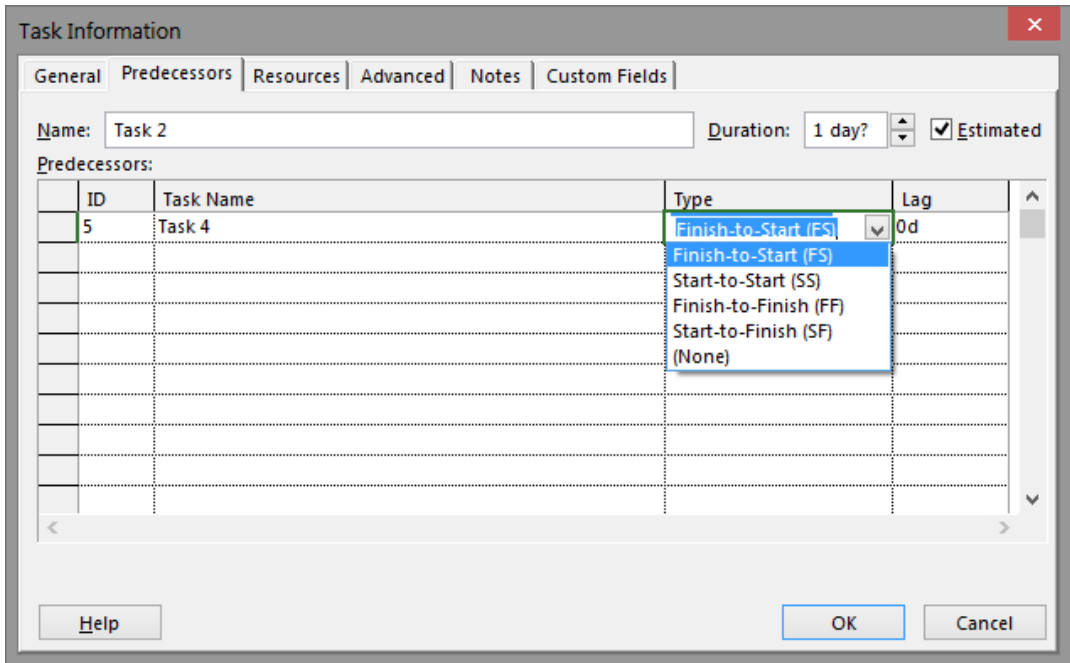 Task Information
General Predecessors Resources Advanced Notes Custom Fields
Name: Task 2 Duration: 1 day? Estimated
Predecessors:
ID Task Name Type Lag
5 Task 4 Finish-to-Start (FS) 0d
Finish-to-Start (FS)
Start-to-Start (SS)
Finish-to-Finish (FF)
Start-to-Finish (SF)
(None)
Help OK Cancel